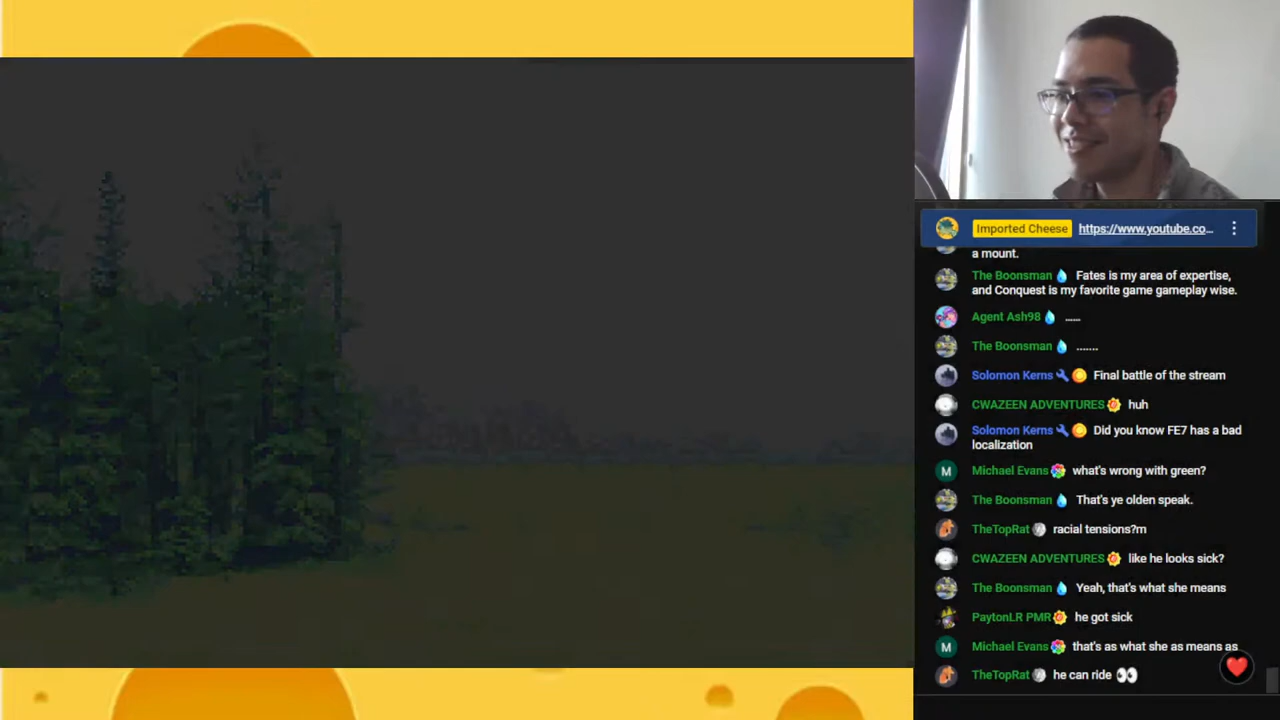 Imported Cheese https://www.youtube.co...
a mount.
The Boonsman Fates is my area of expertise,
and Conquest is my favorite game gameplay wise.
Agent Ash98 ......
The Boonsman .......
Solomon Kerns Final battle of the stream
CWAZEEN ADVENTURES huh
Solomon Kerns Did you know FE7 has a bad
localization
Michael Evans what's wrong with green?
The Boonsman That's ye olden speak.
TheTopRat racial tensions?m
CWAZEEN ADVENTURES like he looks sick?
The Boonsman Yeah, that's what she means
PaytonLR PMR he got sick
Michael Evans that's as what she as means as
TheTopRat he can ride 👀